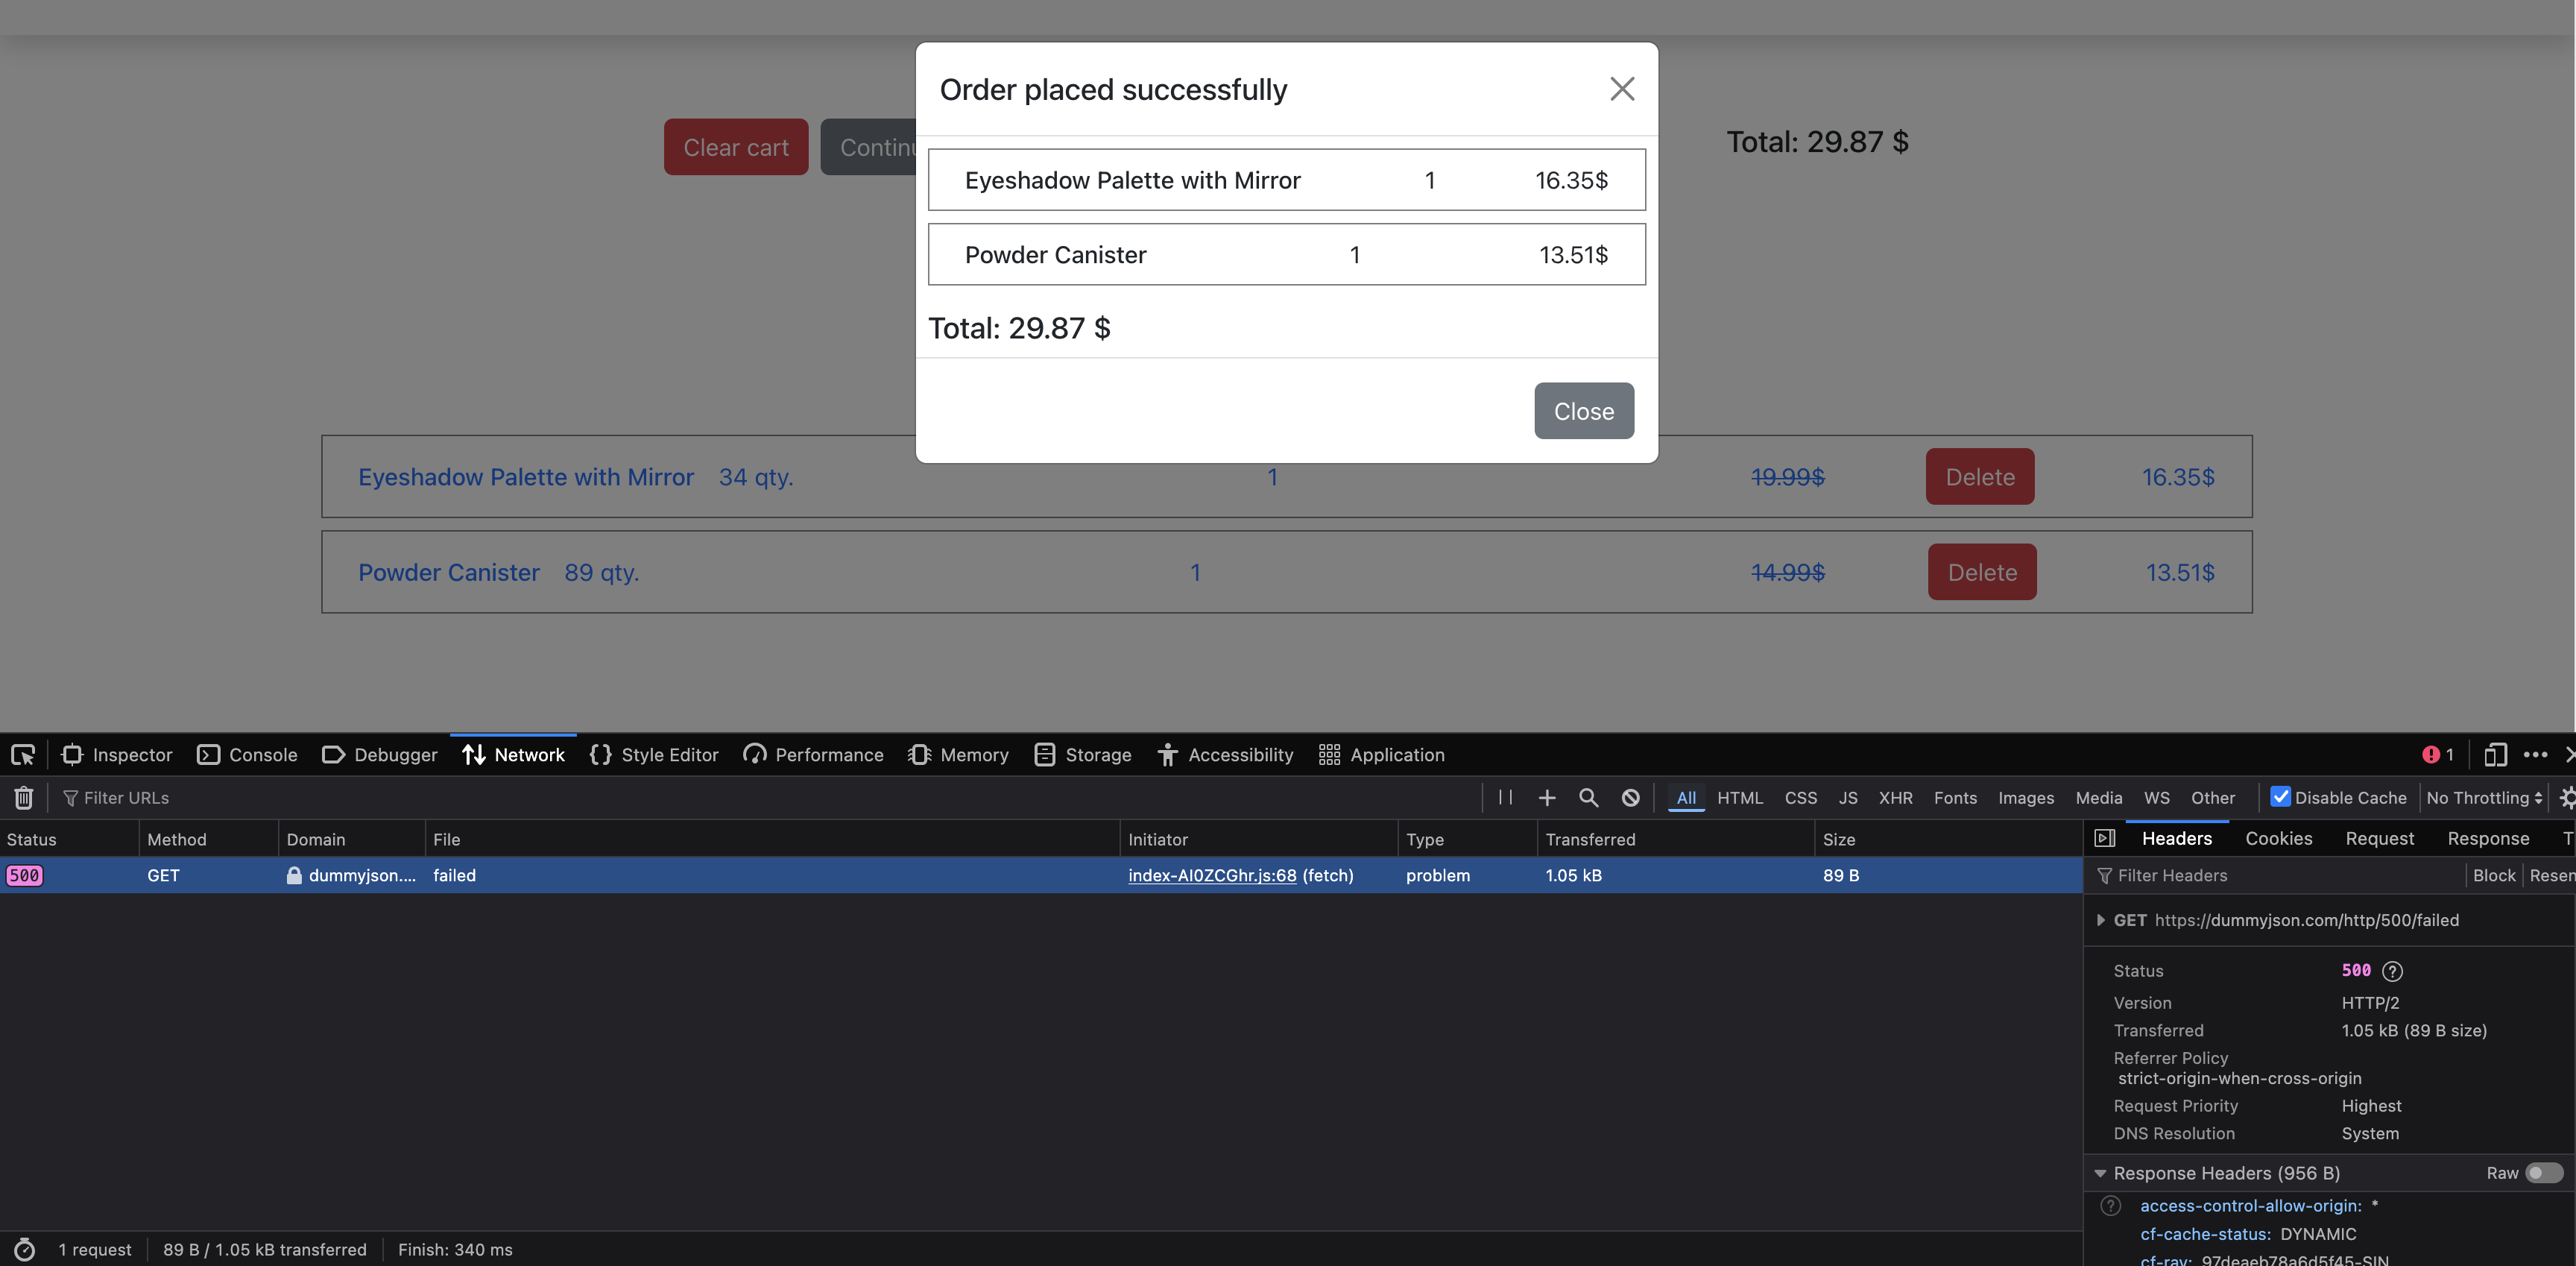 Order placed successfully
Clear cart
Continu
Total: 29.87 $
Eyeshadow Palette with Mirror 1 16.35$
Powder Canister 1 13.51$
Total: 29.87 $
Close
Eyeshadow Palette with Mirror 34 qty. 1 19.99$ Delete 16.35$
Powder Canister 89 qty. 1 14.99$ Delete 13.51$
Inspector Console Debugger Network Style Editor Performance Memory Storage Accessibility Application 1
Filter URLs All HTML CSS JS XHR Fonts Images Media WS Other Disable Cache No Throttling
Status Method Domain File Initiator Type Transferred Size
500 GET dummyjson.... failed index-AI0ZCGhr.js:68 (fetch) problem 1.05 kB 89 B
Headers Cookies Request Response T
Filter Headers Block Resen
GET https://dummyjson.com/http/500/failed
Status 500
Version HTTP/2
Transferred 1.05 kB (89 B size)
Referrer Policy
strict-origin-when-cross-origin
Request Priority Highest
DNS Resolution System
Response Headers (956 B) Raw
access-control-allow-origin: *
cf-cache-status: DYNAMIC
cf-ray: 97deaeb78a6d5f45-SIN
1 request 89 B / 1.05 kB transferred Finish: 340 ms